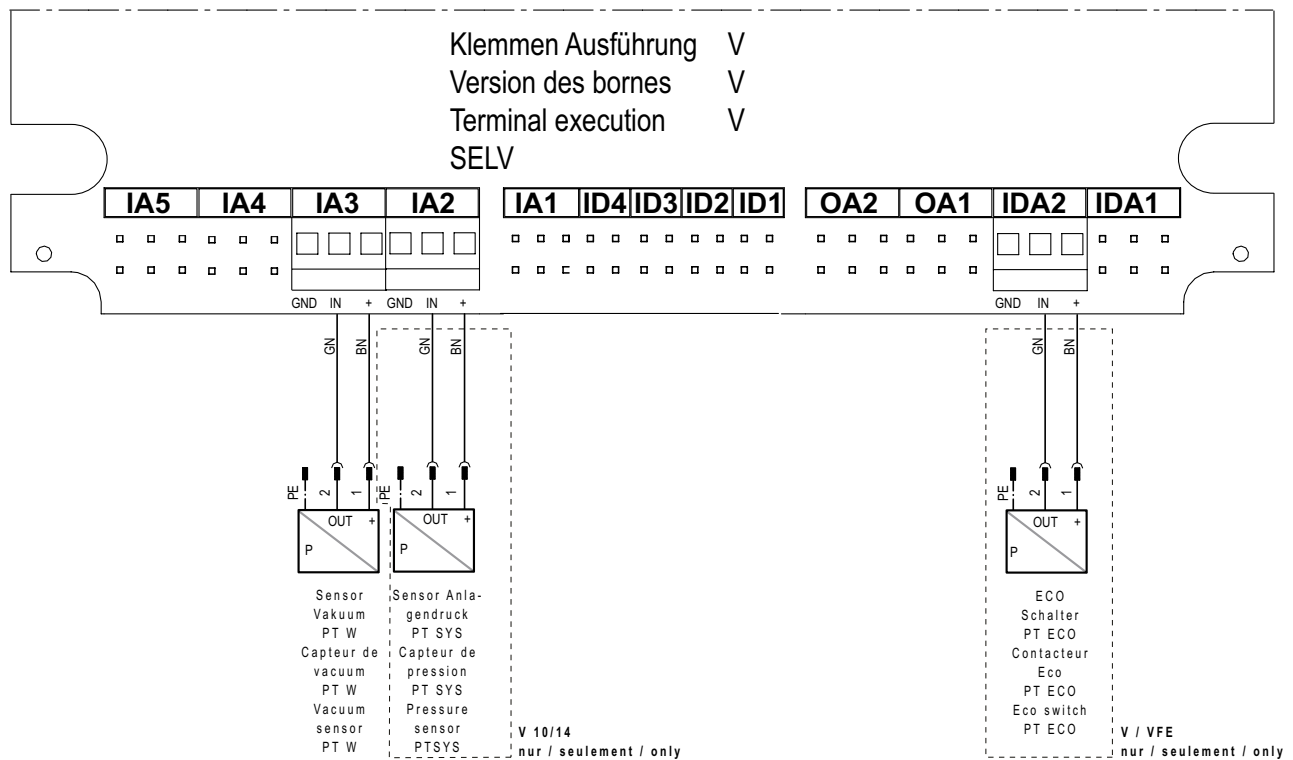 Klemmen Ausführung V
Version des bornes V
Terminal execution V
SELV
IA5 IA4 IA3 IA2 IA1 ID4 ID3 ID2 ID1 OA2 OA1 IDA2 IDA1
GND IN + GND IN + GND IN +
GN BN GN BN GN BN
PE 2 1 PE 2 1 PE 2 1
OUT + OUT + OUT +
P P P
Sensor
Vakuum
PT W
Capteur de
vacuum
PT W
Vacuum
sensor
PT W
Sensor Anla-
gendruck
PT SYS
Capteur de
pression
PT SYS
Pressure
sensor
PTSYS
V 10/14
nur / seulement / only
ECO
Schalter
PT ECO
Contacteur
Eco
PT ECO
Eco switch
PT ECO
V / VFE
nur / seulement / only